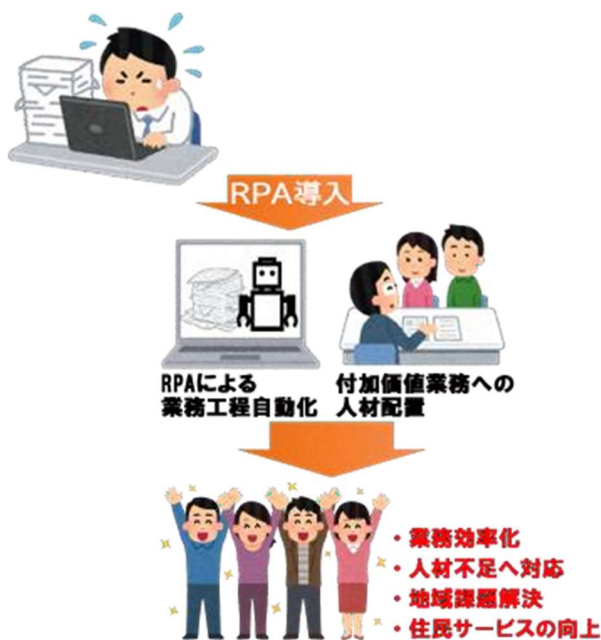 RPA導入
RPAによる
業務工程自動化
付加価値業務への
人材配置
・業務効率化
・人材不足へ対応
・地域課題解決
・住民サービスの向上